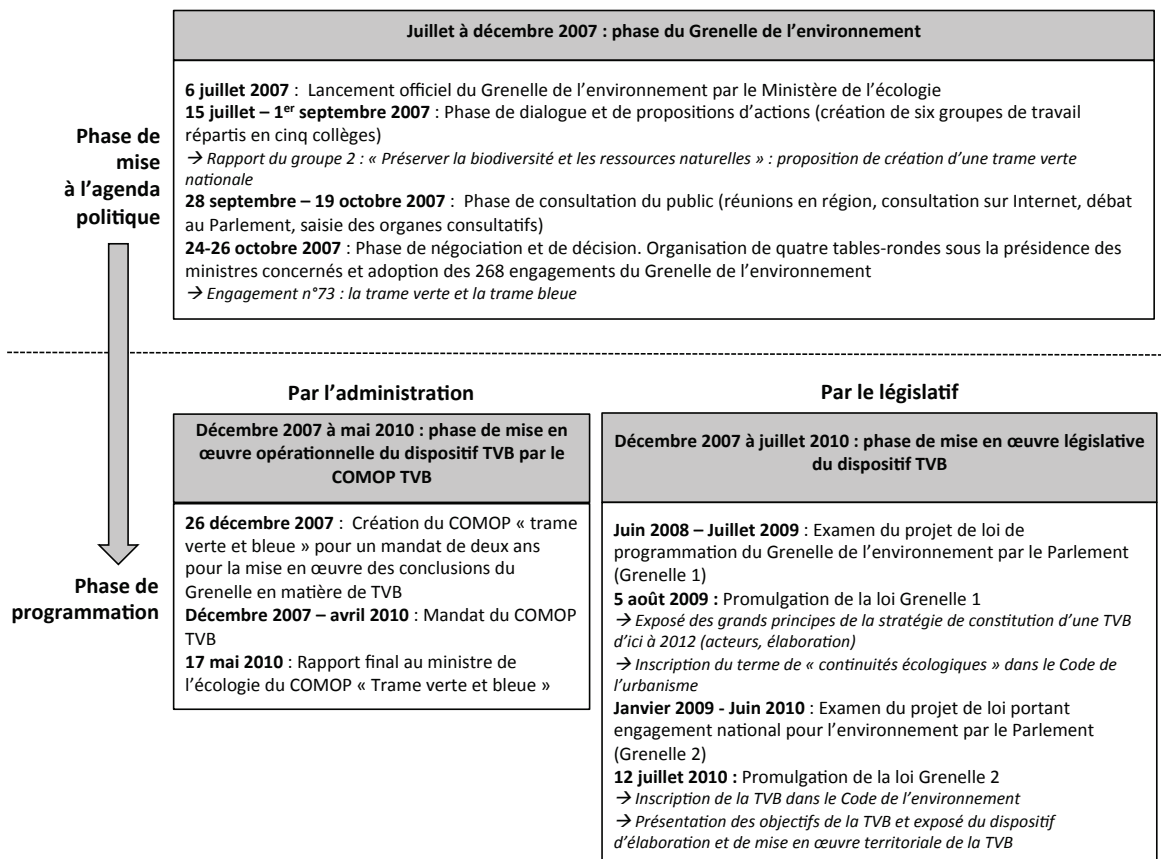 Juillet à décembre 2007 : phase du Grenelle de l'environnement
6 juillet 2007 : Lancement officiel du Grenelle de l'environnement par le Ministère de l'écologie
15 juillet – 1er septembre 2007 : Phase de dialogue et de propositions d'actions (création de six groupes de travail
répartis en cinq collèges)
→ Rapport du groupe 2 : « Préserver la biodiversité et les ressources naturelles » : proposition de création d'une trame verte
nationale
28 septembre – 19 octobre 2007 : Phase de consultation du public (réunions en région, consultation sur Internet, débat
au Parlement, saisie des organes consultatifs)
24-26 octobre 2007 : Phase de négociation et de décision. Organisation de quatre tables-rondes sous la présidence des
ministres concernés et adoption des 268 engagements du Grenelle de l'environnement
→ Engagement n°73 : la trame verte et la trame bleue
Phase de
mise
à l'agenda
politique
Phase de
programmation
Par l'administration
Décembre 2007 à mai 2010 : phase de mise en
œuvre opérationnelle du dispositif TVB par le
COMOP TVB
26 décembre 2007 : Création du COMOP « trame
verte et bleue » pour un mandat de deux ans
pour la mise en œuvre des conclusions du
Grenelle en matière de TVB
Décembre 2007 – avril 2010 : Mandat du COMOP
TVB
17 mai 2010 : Rapport final au ministre de
l'écologie du COMOP « Trame verte et bleue »
Par le législatif
Décembre 2007 à juillet 2010 : phase de mise en œuvre législative
du dispositif TVB
Juin 2008 – Juillet 2009 : Examen du projet de loi de
programmation du Grenelle de l'environnement par le Parlement
(Grenelle 1)
5 août 2009 : Promulgation de la loi Grenelle 1
→ Exposé des grands principes de la stratégie de constitution d'une TVB
d'ici à 2012 (acteurs, élaboration)
→ Inscription du terme de « continuités écologiques » dans le Code de
l'urbanisme
Janvier 2009 - Juin 2010 : Examen du projet de loi portant
engagement national pour l'environnement par le Parlement
(Grenelle 2)
12 juillet 2010 : Promulgation de la loi Grenelle 2
→ Inscription de la TVB dans le Code de l'environnement
→ Présentation des objectifs de la TVB et exposé du dispositif
d'élaboration et de mise en œuvre territoriale de la TVB